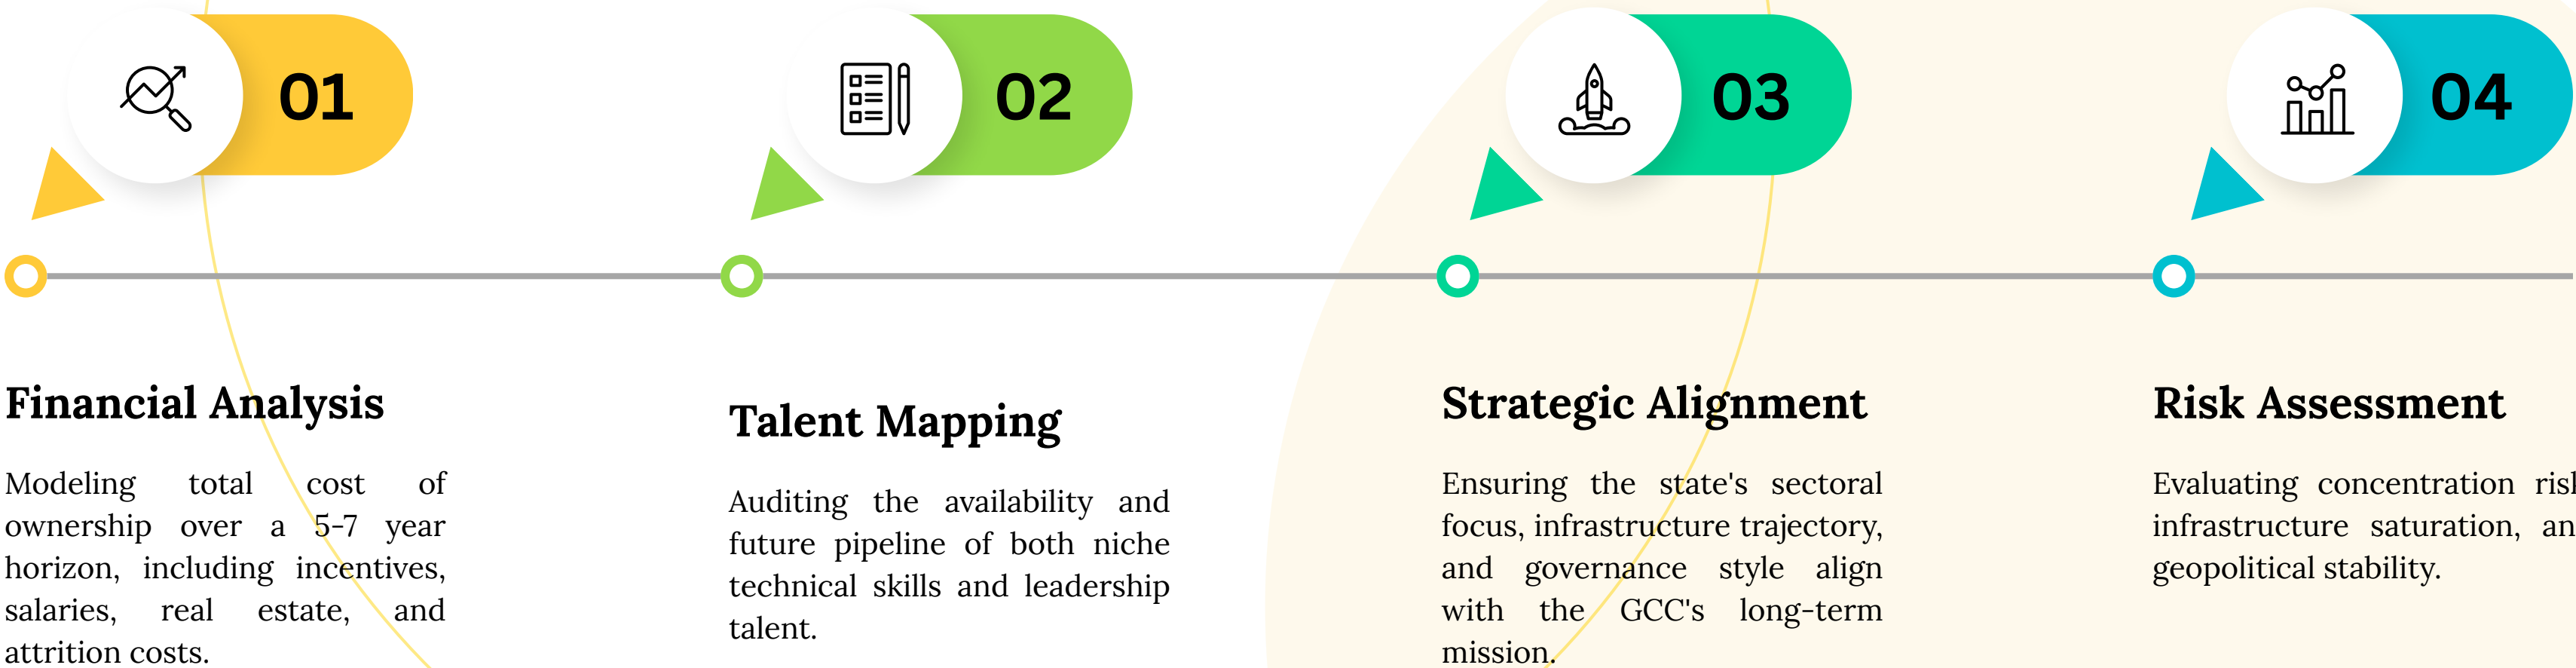 01
02
03
04
Financial Analysis
Modeling total cost of
ownership over a 5-7 year
horizon, including incentives,
salaries, real estate, and
attrition costs.
Talent Mapping
Auditing the availability and
future pipeline of both niche
technical skills and leadership
talent.
Strategic Alignment
Ensuring the state's sectoral
focus, infrastructure trajectory,
and governance style align
with the GCC's long-term
mission.
Risk Assessment
Evaluating concentration
infrastructure saturation,
geopolitical stability.